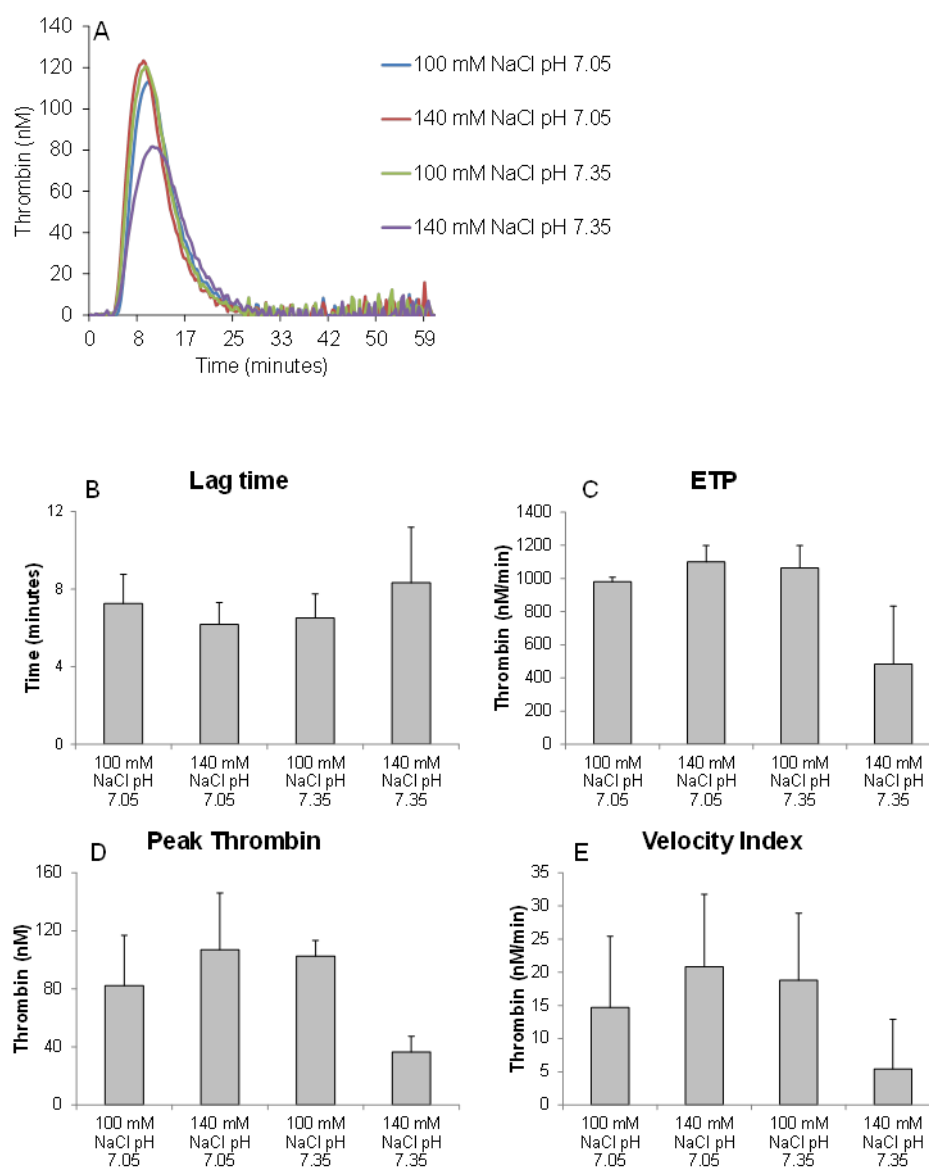 A
140
120
100
80
60
40
20
0
Thrombin (nM)
0 8 17 25 33 42 50 59
Time (minutes)
100 mM NaCl pH 7.05
140 mM NaCl pH 7.05
100 mM NaCl pH 7.35
140 mM NaCl pH 7.35
B
Lag time
12
8
4
0
Time (minutes)
100 mM 140 mM 100 mM 140 mM
NaCl pH NaCl pH NaCl pH NaCl pH
7.05 7.05 7.35 7.35
C
ETP
1400
1200
1000
800
600
400
200
0
Thrombin (nM/min)
100 mM 140 mM 100 mM 140 mM
NaCl pH NaCl pH NaCl pH NaCl pH
7.05 7.05 7.35 7.35
D
Peak Thrombin
160
120
80
40
0
Thrombin (nM)
100 mM 140 mM 100 mM 140 mM
NaCl pH NaCl pH NaCl pH NaCl pH
7.05 7.05 7.35 7.35
E
Velocity Index
35
30
25
20
15
10
5
0
Thrombin (nM/min)
100 mM 140 mM 100 mM 140 mM
NaCl pH NaCl pH NaCl pH NaCl pH
7.05 7.05 7.35 7.35